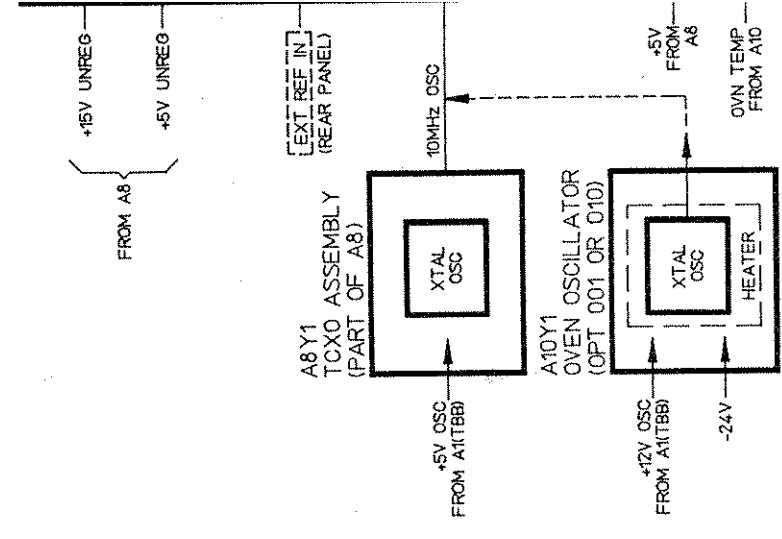 +15V UNREG
+5V UNREG
FROM A8
EXT REF IN
(REAR PANEL)
10MHz OSC
A8Y1
TCXO ASSEMBLY
(PART OF A8)
XTAL
OSC
+5V OSC
FROM A1(TBB)
A10Y1
OVEN OSCILLATOR
(OPT 001 OR 010)
XTAL
OSC
HEATER
+12V OSC
FROM A1(TBB)
-24V
+5V
FROM
A8
OVN TEMP
FROM A10